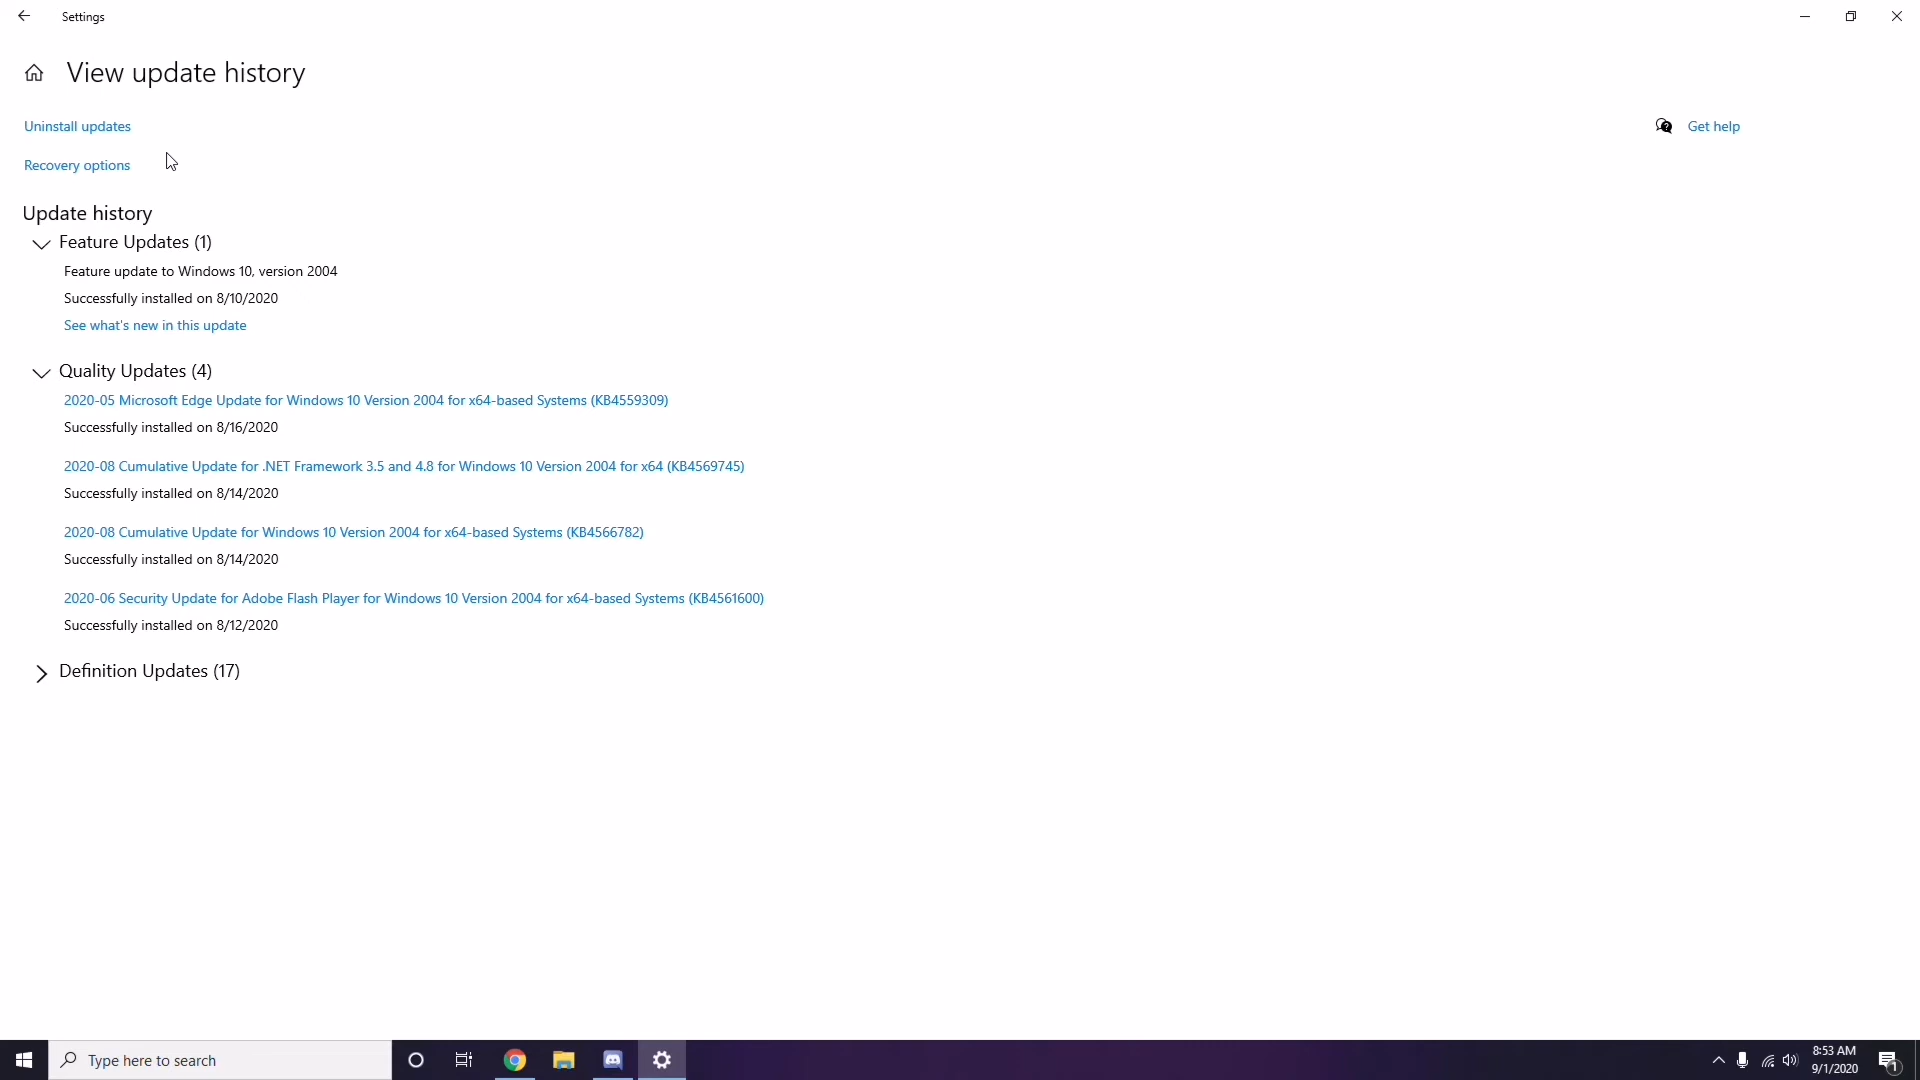 Settings
View update history
Uninstall updates
Get help
Recovery options
Update history
Feature Updates (1)
Feature update to Windows 10, version 2004
Successfully installed on 8/10/2020
See what's new in this update
Quality Updates (4)
2020-05 Microsoft Edge Update for Windows 10 Version 2004 for x64-based Systems (KB4559309)
Successfully installed on 8/16/2020
2020-08 Cumulative Update for .NET Framework 3.5 and 4.8 for Windows 10 Version 2004 for x64 (KB4569745)
Successfully installed on 8/14/2020
2020-08 Cumulative Update for Windows 10 Version 2004 for x64-based Systems (KB4566782)
Successfully installed on 8/14/2020
2020-06 Security Update for Adobe Flash Player for Windows 10 Version 2004 for x64-based Systems (KB4561600)
Successfully installed on 8/12/2020
Definition Updates (17)
Type here to search
8:53 AM
9/1/2020
1